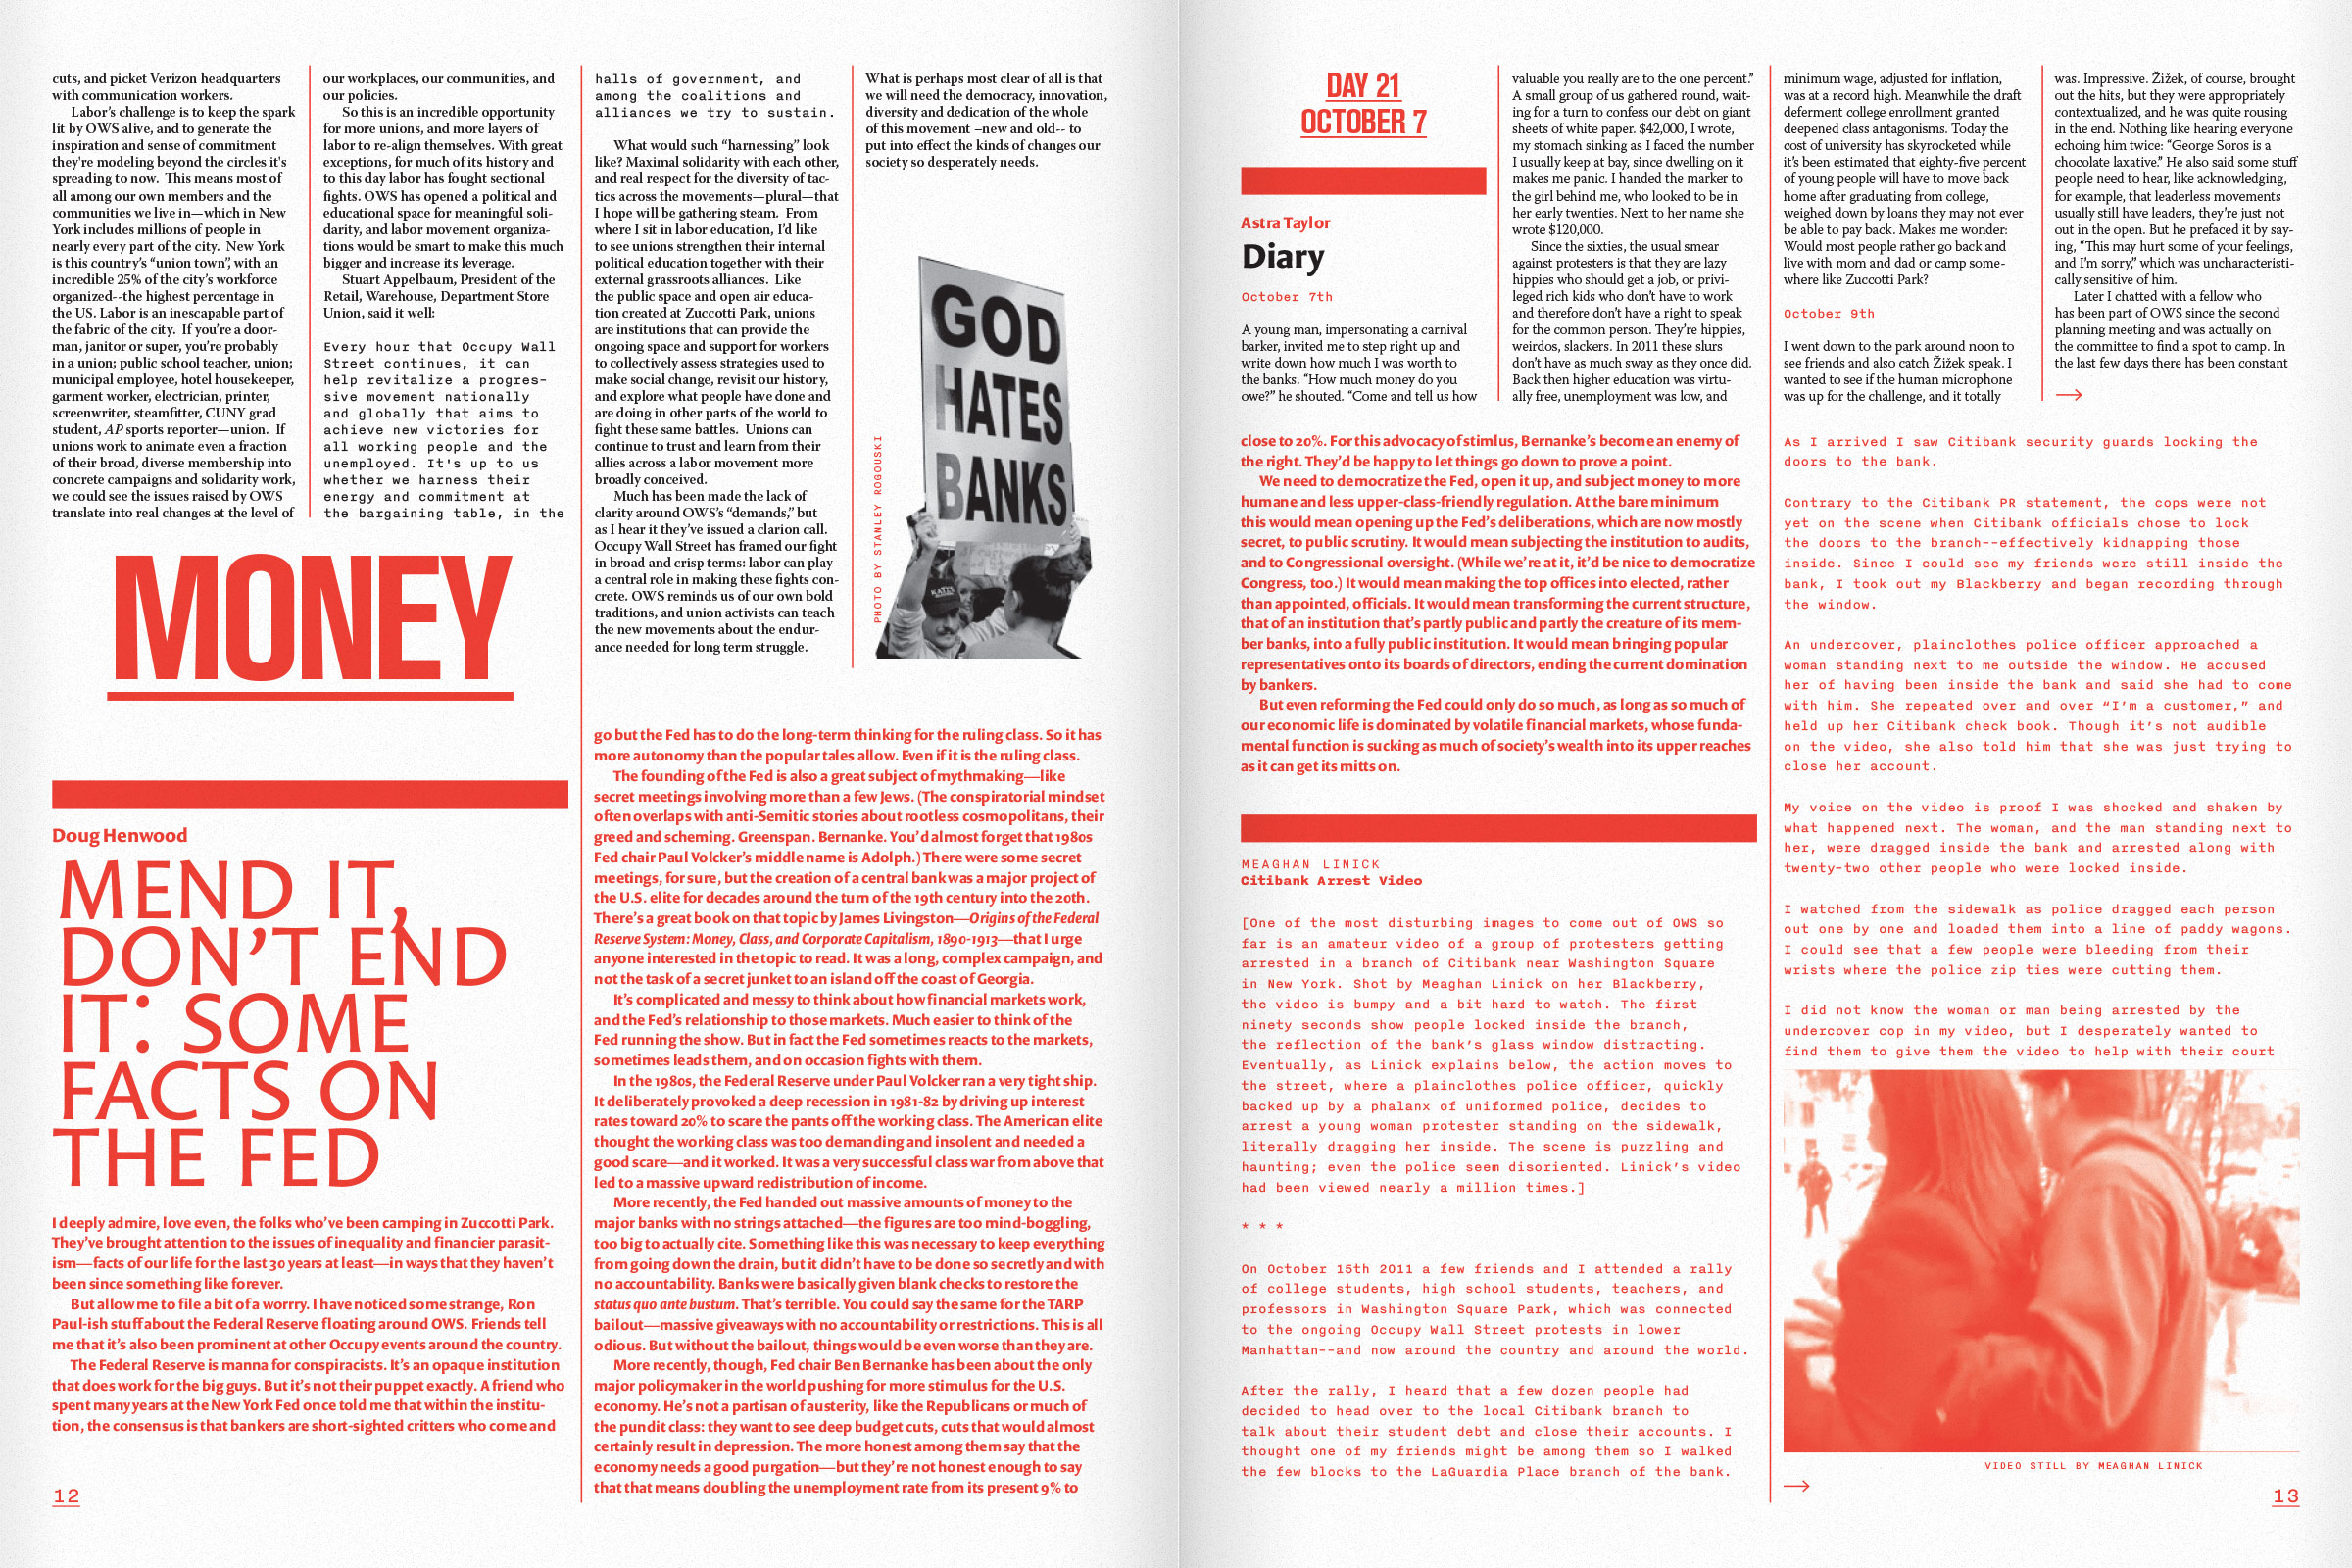 cuts, and picket Verizon headquarters
with communication workers.
Labor's challenge is to keep the spark
lit by OWS alive, and to generate the
inspiration and sense of commitment
they're modeling beyond the circles it's
spreading to now.  This means most of
all among our own members and the
communities we live in—which in New
York includes millions of people in
nearly every part of the city.  New York
is this country's “union town”, with an
incredible 25% of the city's workforce
organized--the highest percentage in
the US. Labor is an inescapable part of
the fabric of the city.  If you're a door-
man, janitor or super, you're probably
in a union; public school teacher, union;
municipal employee, hotel housekeeper,
garment worker, electrician, printer,
screenwriter, steamfitter, CUNY grad
student, AP sports reporter—union.  If
unions work to animate even a fraction
of their broad, diverse membership into
concrete campaigns and solidarity work,
we could see the issues raised by OWS
translate into real changes at the level of
our workplaces, our communities, and
our policies.
So this is an incredible opportunity
for more unions, and more layers of
labor to re-align themselves. With great
exceptions, for much of its history and
to this day labor has fought sectional
fights. OWS has opened a political and
educational space for meaningful soli-
darity, and labor movement organiza-
tions would be smart to make this much
bigger and increase its leverage.
Stuart Appelbaum, President of the
Retail, Warehouse, Department Store
Union, said it well:
Every hour that Occupy Wall
Street continues, it can
help revitalize a progres-
sive movement nationally
and globally that aims to
achieve new victories for
all working people and the
unemployed. It's up to us
whether we harness their
energy and commitment at
the bargaining table, in the
halls of government, and
among the coalitions and
alliances we try to sustain.
What would such “harnessing” look
like? Maximal solidarity with each other,
and real respect for the diversity of tac-
tics across the movements—plural—that
I hope will be gathering steam.  From
where I sit in labor education, I'd like
to see unions strengthen their internal
political education together with their
external grassroots alliances.  Like
the public space and open air educa-
tion created at Zuccotti Park, unions
are institutions that can provide the
ongoing space and support for workers
to collectively assess strategies used to
make social change, revisit our history,
and explore what people have done and
are doing in other parts of the world to
fight these same battles.  Unions can
continue to trust and learn from their
allies across a labor movement more
broadly conceived.
Much has been made the lack of
clarity around OWS's “demands,” but
as I hear it they've issued a clarion call.
Occupy Wall Street has framed our fight
in broad and crisp terms: labor can play
a central role in making these fights con-
crete. OWS reminds us of our own bold
traditions, and union activists can teach
the new movements about the endur-
ance needed for long term struggle.
What is perhaps most clear of all is that
we will need the democracy, innovation,
diversity and dedication of the whole
of this movement –new and old-- to
put into effect the kinds of changes our
society so desperately needs.
GOD
HATES
BANKS
PHOTO BY STANLEY ROGOUSKI
MONEY
Doug Henwood
MEND IT,
DON'T END
IT: SOME
FACTS ON
THE FED
I deeply admire, love even, the folks who've been camping in Zuccotti Park.
They've brought attention to the issues of inequality and financier parasit-
ism—facts of our life for the last 30 years at least—in ways that they haven't
been since something like forever.
But allow me to file a bit of a worrry. I have noticed some strange, Ron
Paul-ish stuff about the Federal Reserve floating around OWS. Friends tell
me that it's also been prominent at other Occupy events around the country.
The Federal Reserve is manna for conspiracists. It's an opaque institution
that does work for the big guys. But it's not their puppet exactly. A friend who
spent many years at the New York Fed once told me that within the institu-
tion, the consensus is that bankers are short-sighted critters who come and
go but the Fed has to do the long-term thinking for the ruling class. So it has
more autonomy than the popular tales allow. Even if it is the ruling class.
The founding of the Fed is also a great subject of mythmaking—like
secret meetings involving more than a few Jews. (The conspiratorial mindset
often overlaps with anti-Semitic stories about rootless cosmopolitans, their
greed and scheming. Greenspan. Bernanke. You'd almost forget that 1980s
Fed chair Paul Volcker's middle name is Adolph.) There were some secret
meetings, for sure, but the creation of a central bank was a major project of
the U.S. elite for decades around the turn of the 19th century into the 20th.
There's a great book on that topic by James Livingston—Origins of the Federal
Reserve System: Money, Class, and Corporate Capitalism, 1890-1913—that I urge
anyone interested in the topic to read. It was a long, complex campaign, and
not the task of a secret junket to an island off the coast of Georgia.
It's complicated and messy to think about how financial markets work,
and the Fed's relationship to those markets. Much easier to think of the
Fed running the show. But in fact the Fed sometimes reacts to the markets,
sometimes leads them, and on occasion fights with them.
In the 1980s, the Federal Reserve under Paul Volcker ran a very tight ship.
It deliberately provoked a deep recession in 1981-82 by driving up interest
rates toward 20% to scare the pants off the working class. The American elite
thought the working class was too demanding and insolent and needed a
good scare—and it worked. It was a very successful class war from above that
led to a massive upward redistribution of income.
More recently, the Fed handed out massive amounts of money to the
major banks with no strings attached—the figures are too mind-boggling,
too big to actually cite. Something like this was necessary to keep everything
from going down the drain, but it didn't have to be done so secretly and with
no accountability. Banks were basically given blank checks to restore the
status quo ante bustum. That's terrible. You could say the same for the TARP
bailout—massive giveaways with no accountability or restrictions. This is all
odious. But without the bailout, things would be even worse than they are.
More recently, though, Fed chair Ben Bernanke has been about the only
major policymaker in the world pushing for more stimulus for the U.S.
economy. He's not a partisan of austerity, like the Republicans or much of
the pundit class: they want to see deep budget cuts, cuts that would almost
certainly result in depression. The more honest among them say that the
economy needs a good purgation—but they're not honest enough to say
that that means doubling the unemployment rate from its present 9% to
12
DAY 21
OCTOBER 7
Astra Taylor
Diary
October 7th
A young man, impersonating a carnival
barker, invited me to step right up and
write down how much I was worth to
the banks. “How much money do you
owe?” he shouted. “Come and tell us how
valuable you really are to the one percent.”
A small group of us gathered round, wait-
ing for a turn to confess our debt on giant
sheets of white paper. $42,000, I wrote,
my stomach sinking as I faced the number
I usually keep at bay, since dwelling on it
makes me panic. I handed the marker to
the girl behind me, who looked to be in
her early twenties. Next to her name she
wrote $120,000.
Since the sixties, the usual smear
against protesters is that they are lazy
hippies who should get a job, or privi-
leged rich kids who don't have to work
and therefore don't have a right to speak
for the common person. They're hippies,
weirdos, slackers. In 2011 these slurs
don't have as much sway as they once did.
Back then higher education was virtu-
ally free, unemployment was low, and
minimum wage, adjusted for inflation,
was at a record high. Meanwhile the draft
deferment college enrollment granted
deepened class antagonisms. Today the
cost of university has skyrocketed while
it's been estimated that eighty-five percent
of young people will have to move back
home after graduating from college,
weighed down by loans they may not ever
be able to pay back. Makes me wonder:
Would most people rather go back and
live with mom and dad or camp some-
where like Zuccotti Park?
October 9th
I went down to the park around noon to
see friends and also catch Žižek speak. I
wanted to see if the human microphone
was up for the challenge, and it totally
was. Impressive. Žižek, of course, brought
out the hits, but they were appropriately
contextualized, and he was quite rousing
in the end. Nothing like hearing everyone
echoing him twice: “George Soros is a
chocolate laxative.” He also said some stuff
people need to hear, like acknowledging,
for example, that leaderless movements
usually still have leaders, they're just not
out in the open. But he prefaced it by say-
ing, “This may hurt some of your feelings,
and I'm sorry,” which was uncharacteristi-
cally sensitive of him.
Later I chatted with a fellow who
has been part of OWS since the second
planning meeting and was actually on
the committee to find a spot to camp. In
the last few days there has been constant
→
close to 20%. For this advocacy of stimlus, Bernanke's become an enemy of
the right. They'd be happy to let things go down to prove a point.
We need to democratize the Fed, open it up, and subject money to more
humane and less upper-class-friendly regulation. At the bare minimum
this would mean opening up the Fed's deliberations, which are now mostly
secret, to public scrutiny. It would mean subjecting the institution to audits,
and to Congressional oversight. (While we're at it, it'd be nice to democratize
Congress, too.) It would mean making the top offices into elected, rather
than appointed, officials. It would mean transforming the current structure,
that of an institution that's partly public and partly the creature of its mem-
ber banks, into a fully public institution. It would mean bringing popular
representatives onto its boards of directors, ending the current domination
by bankers.
But even reforming the Fed could only do so much, as long as so much of
our economic life is dominated by volatile financial markets, whose funda-
mental function is sucking as much of society's wealth into its upper reaches
as it can get its mitts on.
MEAGHAN LINICK
Citibank Arrest Video
[One of the most disturbing images to come out of OWS so
far is an amateur video of a group of protesters getting
arrested in a branch of Citibank near Washington Square
in New York. Shot by Meaghan Linick on her Blackberry,
the video is bumpy and a bit hard to watch. The first
ninety seconds show people locked inside the branch,
the reflection of the bank's glass window distracting.
Eventually, as Linick explains below, the action moves to
the street, where a plainclothes police officer, quickly
backed up by a phalanx of uniformed police, decides to
arrest a young woman protester standing on the sidewalk,
literally dragging her inside. The scene is puzzling and
haunting; even the police seem disoriented. Linick's video
had been viewed nearly a million times.]
* * *
On October 15th 2011 a few friends and I attended a rally
of college students, high school students, teachers, and
professors in Washington Square Park, which was connected
to the ongoing Occupy Wall Street protests in lower
Manhattan--and now around the country and around the world.
After the rally, I heard that a few dozen people had
decided to head over to the local Citibank branch to
talk about their student debt and close their accounts. I
thought one of my friends might be among them so I walked
the few blocks to the LaGuardia Place branch of the bank.
As I arrived I saw Citibank security guards locking the
doors to the bank.
Contrary to the Citibank PR statement, the cops were not
yet on the scene when Citibank officials chose to lock
the doors to the branch--effectively kidnapping those
inside. Since I could see my friends were still inside the
bank, I took out my Blackberry and began recording through
the window.
An undercover, plainclothes police officer approached a
woman standing next to me outside the window. He accused
her of having been inside the bank and said she had to come
with him. She repeated over and over “I'm a customer,” and
held up her Citibank check book. Though it's not audible
on the video, she also told him that she was just trying to
close her account.
My voice on the video is proof I was shocked and shaken by
what happened next. The woman, and the man standing next to
her, were dragged inside the bank and arrested along with
twenty-two other people who were locked inside.
I watched from the sidewalk as police dragged each person
out one by one and loaded them into a line of paddy wagons.
I could see that a few people were bleeding from their
wrists where the police zip ties were cutting them.
I did not know the woman or man being arrested by the
undercover cop in my video, but I desperately wanted to
find them to give them the video to help with their court
VIDEO STILL BY MEAGHAN LINICK
→
13